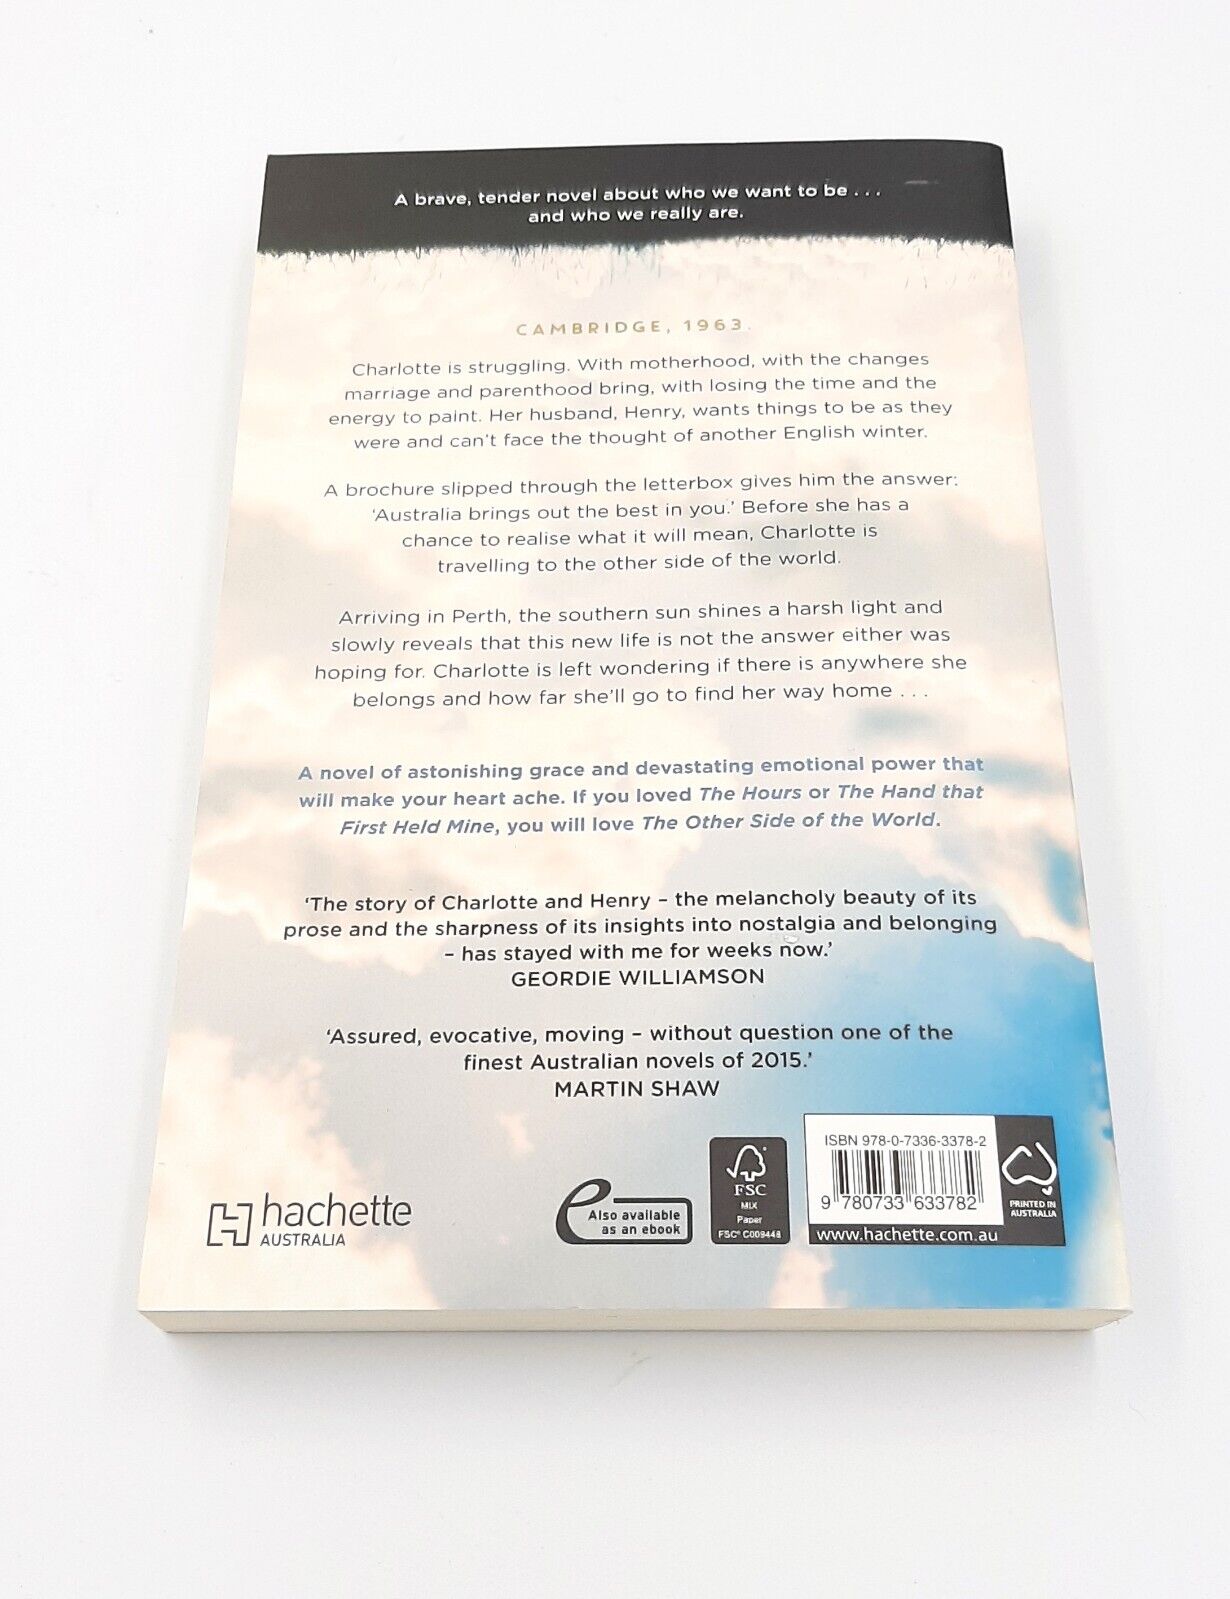 A brave, tender novel about who we want to be . . .
and who we really are.
CAMBRIDGE, 1963.
Charlotte is struggling. With motherhood, with the changes
marriage and parenthood bring, with losing the time and the
energy to paint. Her husband, Henry, wants things to be as they
were and can't face the thought of another English winter.
A brochure slipped through the letterbox gives him the answer:
'Australia brings out the best in you.' Before she has a
chance to realise what it will mean, Charlotte is
travelling to the other side of the world.
Arriving in Perth, the southern sun shines a harsh light and
slowly reveals that this new life is not the answer either was
hoping for. Charlotte is left wondering if there is anywhere she
belongs and how far she'll go to find her way home . . .
A novel of astonishing grace and devastating emotional power that
will make your heart ache. If you loved The Hours or The Hand that
First Held Mine, you will love The Other Side of the World.
'The story of Charlotte and Henry – the melancholy beauty of its
prose and the sharpness of its insights into nostalgia and belonging
– has stayed with me for weeks now.'
GEORDIE WILLIAMSON
'Assured, evocative, moving – without question one of the
finest Australian novels of 2015.'
MARTIN SHAW
hachette
AUSTRALIA
e
Also available
as an ebook
FSC
MIX
Paper
FSC® C009448
ISBN 978-0-7336-3378-2
9 780733 633782
www.hachette.com.au
PRINTED IN
AUSTRALIA